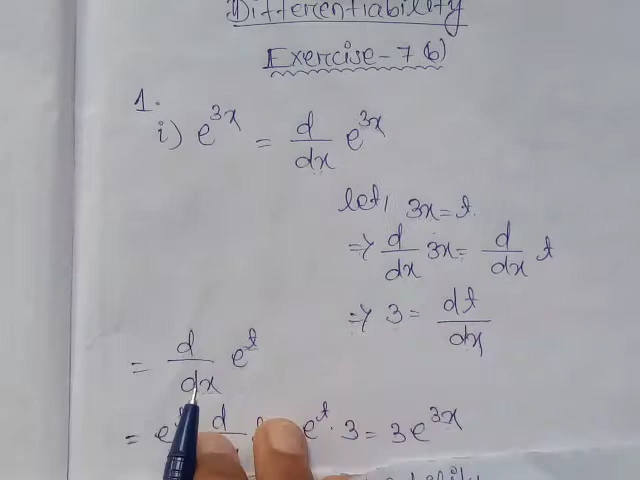 Differentiability
Exercise-7(b)
1.
i) e^3x = d/dx e^3x
let, 3x=t.
=> d/dx 3x= d/dx t
=> 3 = dt/dx
= d/dx e^t
= e^t d e^t . 3 = 3e^3x